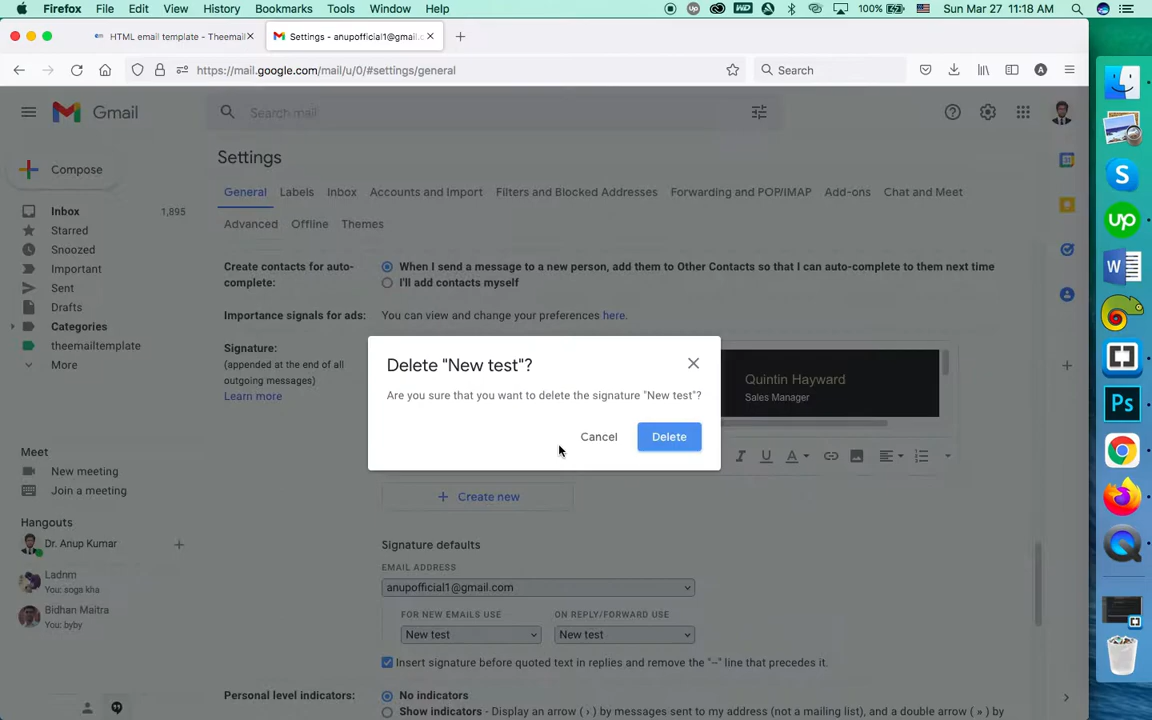 Firefox File Edit View History Bookmarks Tools Window Help
100% Sun Mar 27 11:18 AM
HTML email template - Theemail
Settings - anupofficial1@gmail.c
https://mail.google.com/mail/u/0/#settings/general
Search
Gmail
Search mail
Settings
Compose
General Labels Inbox Accounts and Import Filters and Blocked Addresses Forwarding and POP/IMAP Add-ons Chat and Meet
Advanced Offline Themes
Inbox 1,895
Starred
Snoozed
Important
Sent
Drafts
Categories
theemailtemplate
More
Meet
New meeting
Join a meeting
Hangouts
Dr. Anup Kumar
Ladnm
You: soga kha
Bidhan Maitra
You: byby
Create contacts for auto-
complete:
When I send a message to a new person, add them to Other Contacts so that I can auto-complete to them next time
I'll add contacts myself
Importance signals for ads: You can view and change your preferences here.
Signature:
(appended at the end of all
outgoing messages)
Learn more
Delete "New test"?
Are you sure that you want to delete the signature "New test"?
Cancel Delete
Quintin Hayward
Sales Manager
Create new
Signature defaults
EMAIL ADDRESS
anupofficial1@gmail.com
FOR NEW EMAILS USE ON REPLY/FORWARD USE
New test New test
Insert signature before quoted text in replies and remove the "--" line that precedes it.
Personal level indicators: No indicators
Show indicators - Display an arrow ( › ) by messages sent to my address (not a mailing list), and a double arrow ( » ) by
S
up
W
Ps